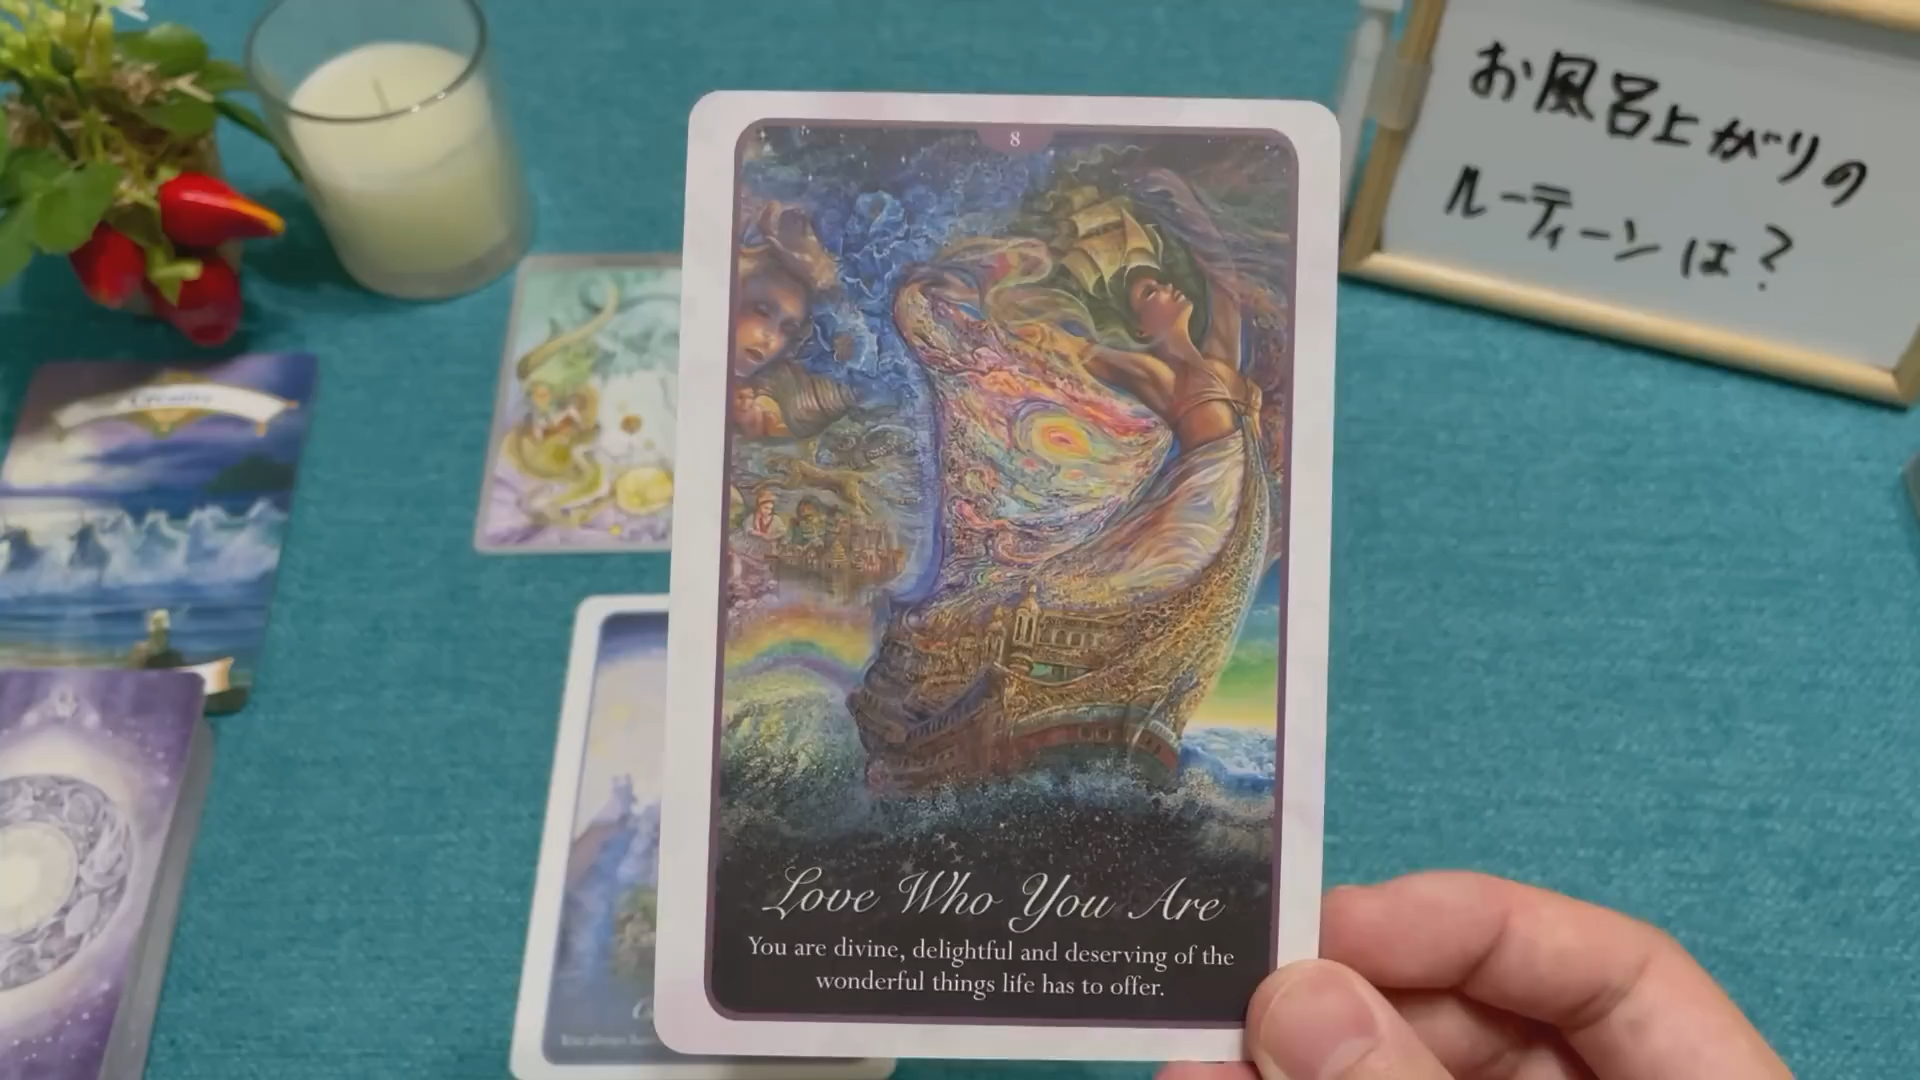 お風呂上がりの
ルーティーンは?
8
Love Who You Are
You are divine, delightful and deserving of the
wonderful things life has to offer.